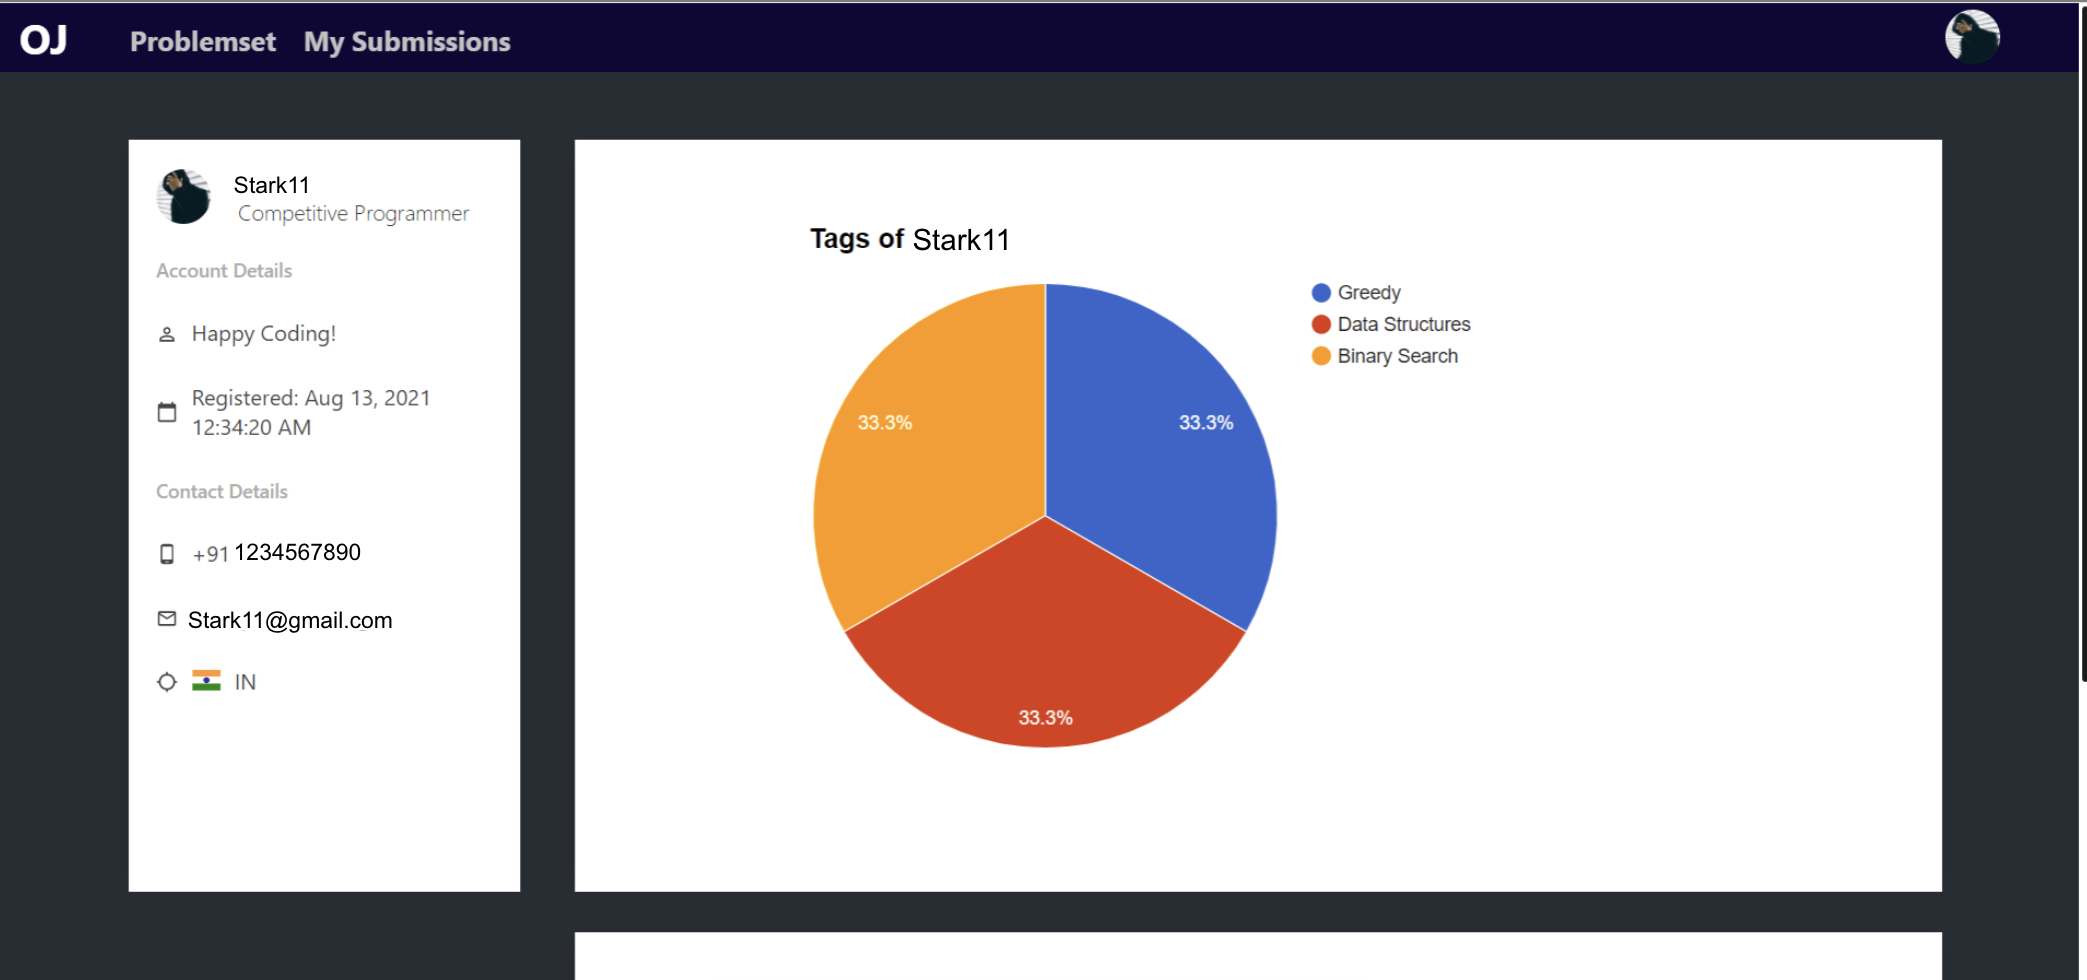 OJ
Problemset
My Submissions
Stark11
Competitive Programmer
Account Details
Happy Coding!
Registered: Aug 13, 2021
12:34:20 AM
Contact Details
+91 1234567890
Stark11@gmail.com
IN
Tags of Stark11
Greedy
Data Structures
Binary Search
33.3%
33.3%
33.3%